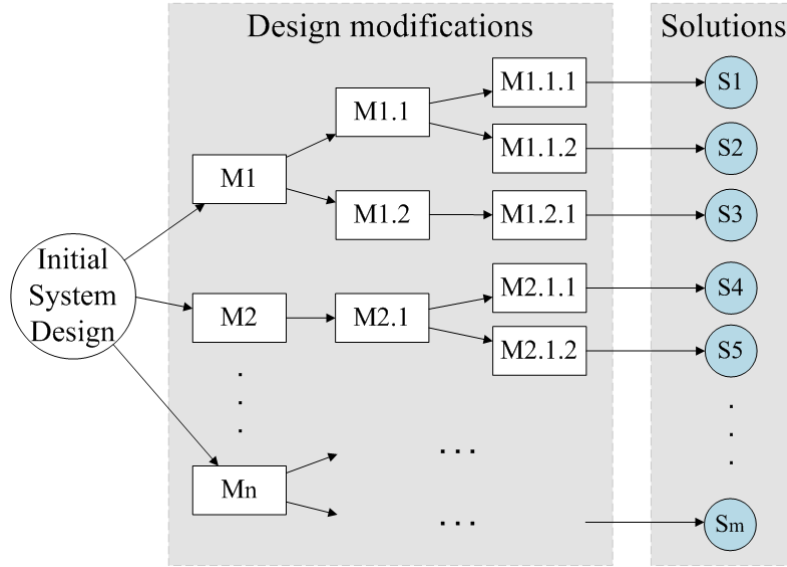 Design modifications
Solutions
Initial
System
Design
M1
M1.1
M1.1.1
S1
M1.1.2
S2
M1.2
M1.2.1
S3
M2
M2.1
M2.1.1
S4
M2.1.2
S5
.
.
.
.
.
.
Mn
...
...
Sm